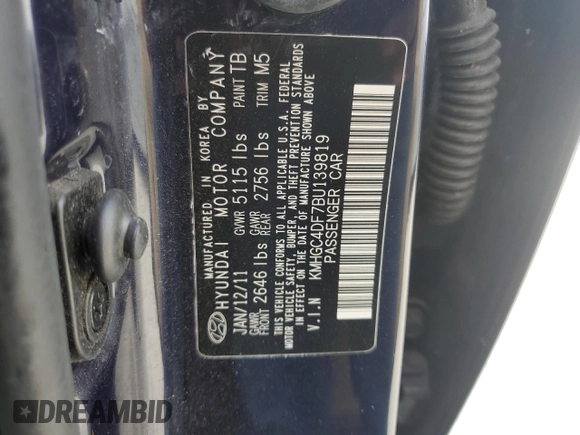 MANUFACTURED IN KOREA BY
HYUNDAI MOTOR COMPANY
JAN/12/11 GVWR 5115 lbs PAINT TB
GAWR FRONT 2646 lbs GAWR REAR 2756 lbs TRIM M5
THIS VEHICLE CONFORMS TO ALL APPLICABLE U.S.A. FEDERAL
MOTOR VEHICLE SAFETY, BUMPER, AND THEFT PREVENTION STANDARDS
IN EFFECT ON THE DATE OF MANUFACTURE SHOWN ABOVE
V.I.N KMHGC4DF7BU139819
PASSENGER CAR
DREAMBID